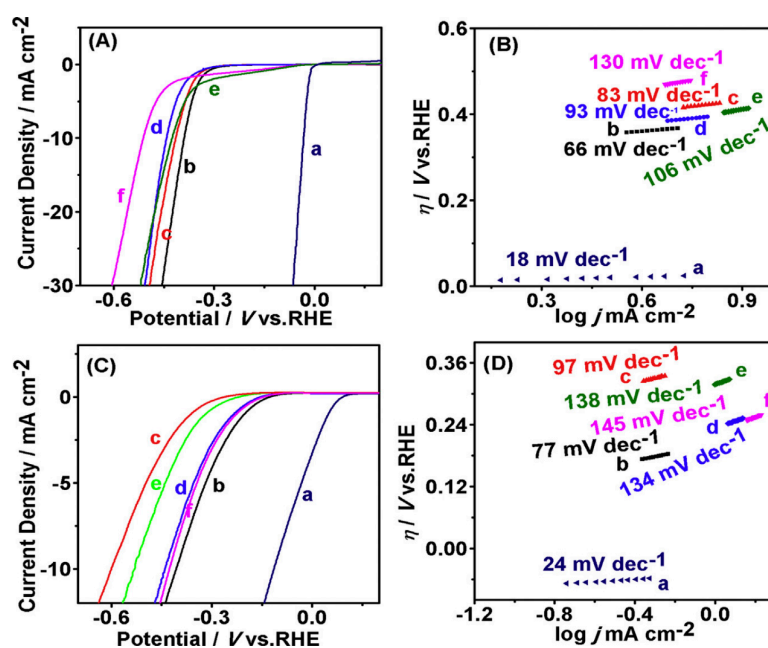 (A)
0
-10
-20
-30
Current Density / mA cm-2
a
b
c
d
e
f
-0.6
-0.3
0.0
Potential / V vs.RHE
(B)
0.6
0.4
0.2
0.0
η / V vs.RHE
130 mV dec-1
f
83 mV dec-1
c
e
93 mV dec-1
b
d
66 mV dec-1
106 mV dec-1
18 mV dec-1
a
0.3
0.6
0.9
log j mA cm-2
(C)
0
-5
-10
Current Density / mA cm-2
c
e
d
f
b
a
-0.6
-0.3
0.0
Potential / V vs.RHE
(D)
0.36
0.24
0.12
0.00
η / V vs.RHE
97 mV dec-1
c
e
138 mV dec-1
145 mV dec-1
f
d
77 mV dec-1
b
134 mV dec-1
24 mV dec-1
a
-1.2
-0.6
0.0
log j mA cm-2